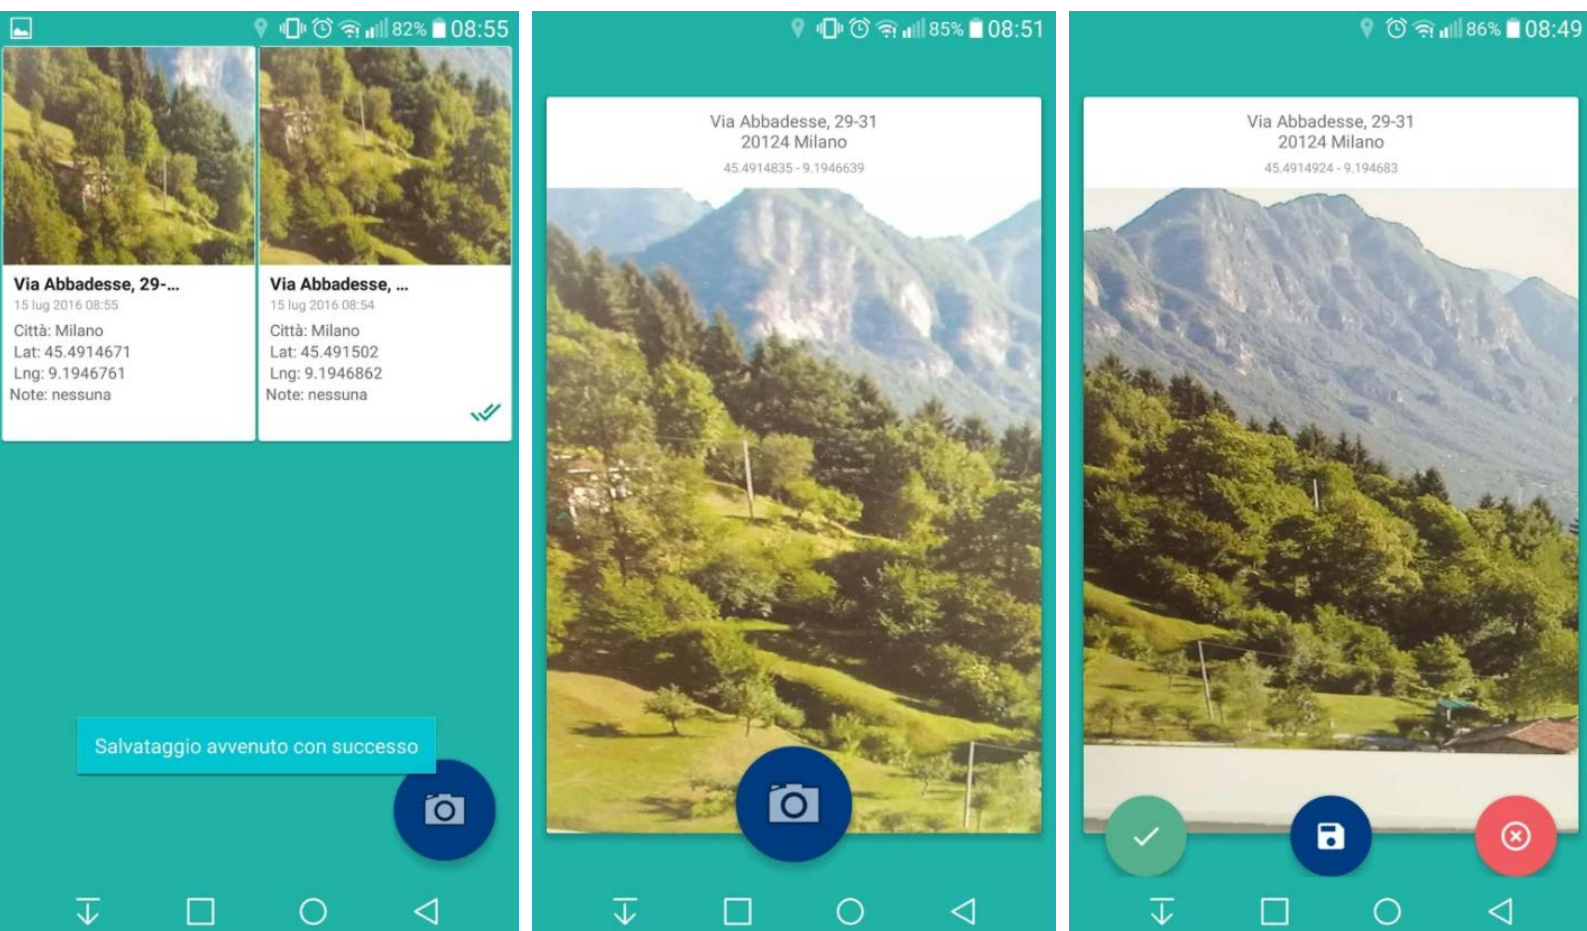 82% 08:55
Via Abbadesse, 29-...
15 lug 2016 08:55
Città: Milano
Lat: 45.4914671
Lng: 9.1946761
Note: nessuna
Via Abbadesse, ...
15 lug 2016 08:54
Città: Milano
Lat: 45.491502
Lng: 9.1946862
Note: nessuna
Salvataggio avvenuto con successo
85% 08:51
Via Abbadesse, 29-31
20124 Milano
45.4914835 - 9.1946639
86% 08:49
Via Abbadesse, 29-31
20124 Milano
45.4914924 - 9.194683